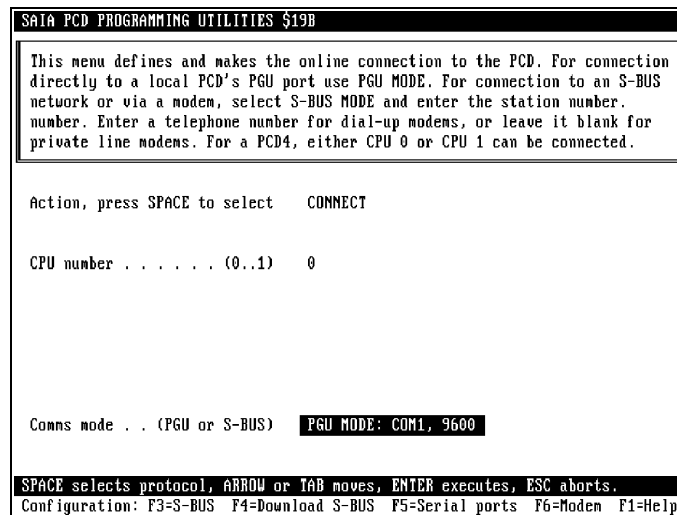 SAIA PCD PROGRAMMING UTILITIES $19B
This menu defines and makes the online connection to the PCD. For connection
directly to a local PCD's PGU port use PGU MODE. For connection to an S-BUS
network or via a modem, select S-BUS MODE and enter the station number.
number. Enter a telephone number for dial-up modems, or leave it blank for
private line modems. For a PCD4, either CPU 0 or CPU 1 can be connected.
Action, press SPACE to select CONNECT
CPU number . . . . . . (0..1) 0
Comms mode . . (PGU or S-BUS) PGU MODE: COM1, 9600
SPACE selects protocol, ARROW or TAB moves, ENTER executes, ESC aborts.
Configuration: F3=S-BUS F4=Download S-BUS F5=Serial ports F6=Modem F1=Help